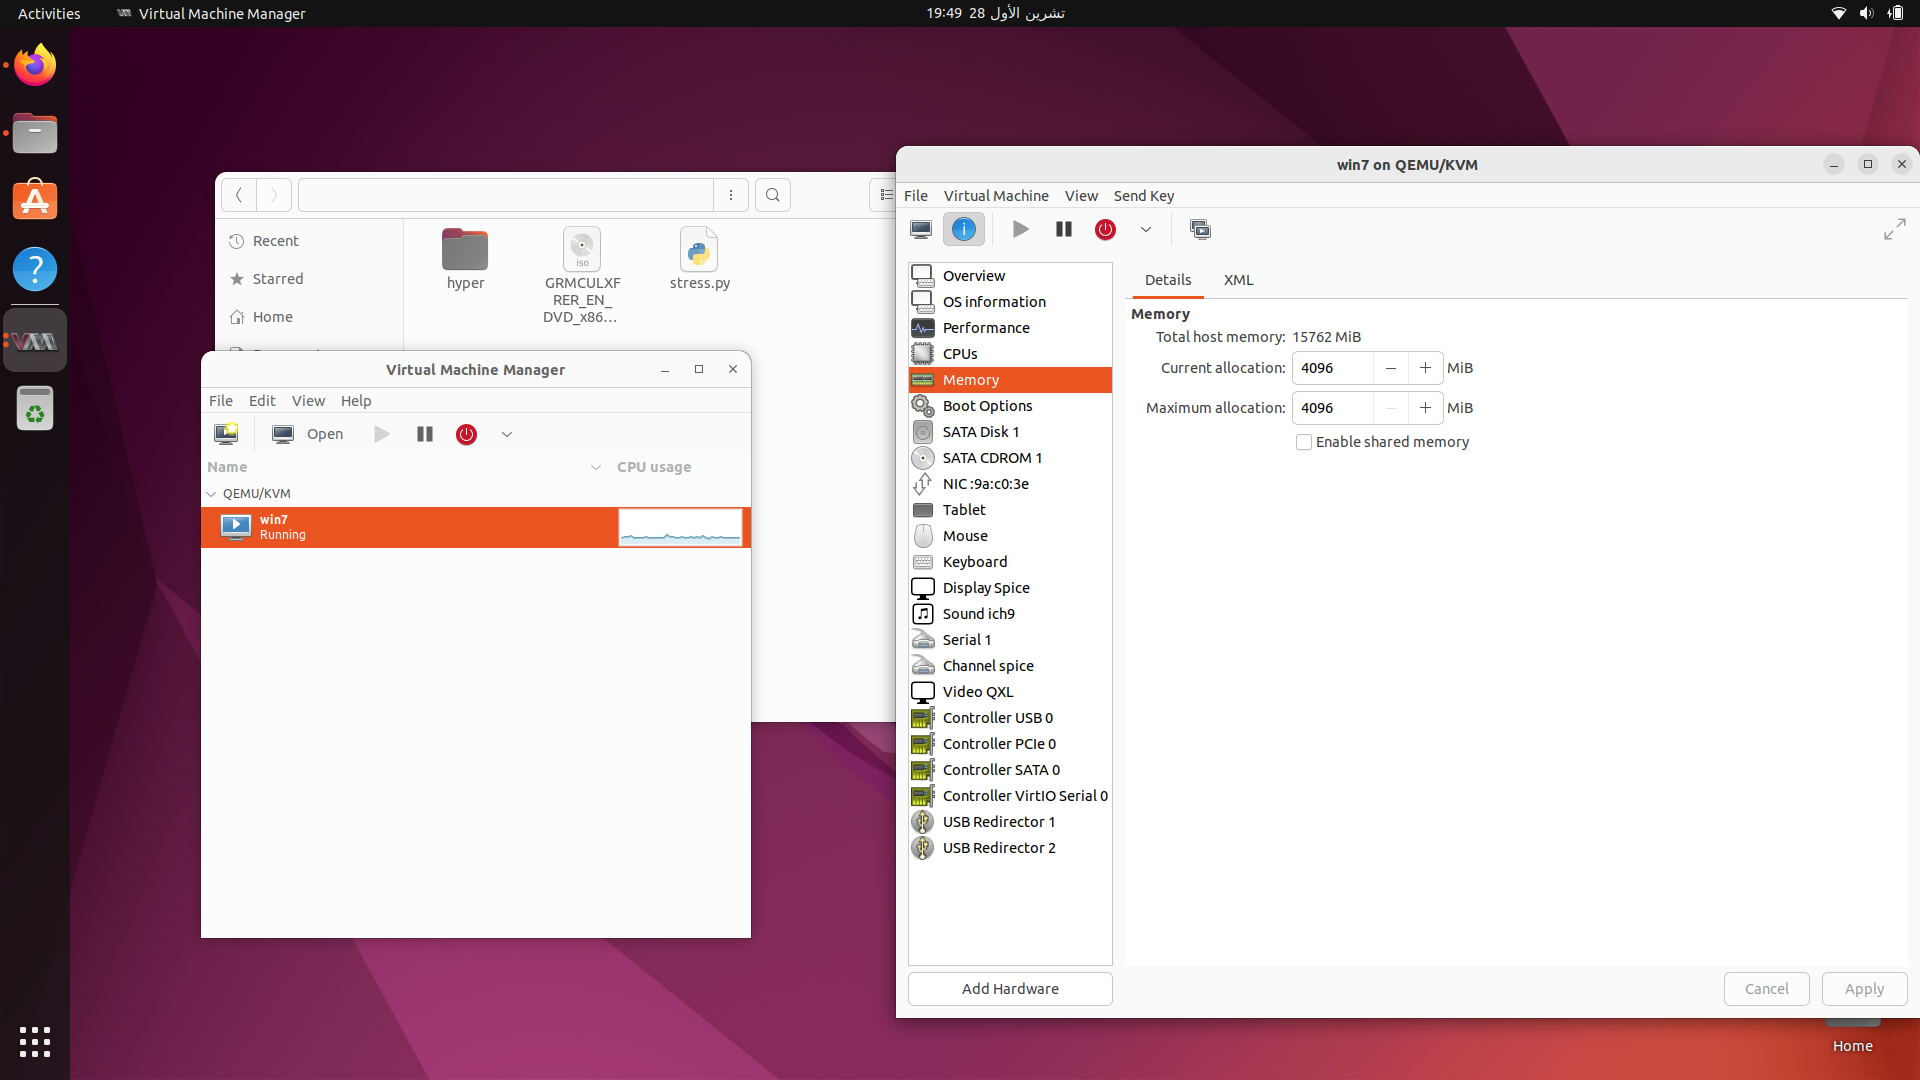 Activities
Virtual Machine Manager
19:49 28 تشرين الأول
Recent
Starred
Home
hyper
iso
GRMCULXF
RER_EN_
DVD_x86...
stress.py
Virtual Machine Manager
File Edit View Help
Open
Name
CPU usage
QEMU/KVM
win7
Running
win7 on QEMU/KVM
File Virtual Machine View Send Key
Overview
OS information
Performance
CPUs
Memory
Boot Options
SATA Disk 1
SATA CDROM 1
NIC :9a:c0:3e
Tablet
Mouse
Keyboard
Display Spice
Sound ich9
Serial 1
Channel spice
Video QXL
Controller USB 0
Controller PCIe 0
Controller SATA 0
Controller VirtIO Serial 0
USB Redirector 1
USB Redirector 2
Add Hardware
Details XML
Memory
Total host memory: 15762 MiB
Current allocation: 4096 − + MiB
Maximum allocation: 4096 − + MiB
Enable shared memory
Cancel Apply
Home